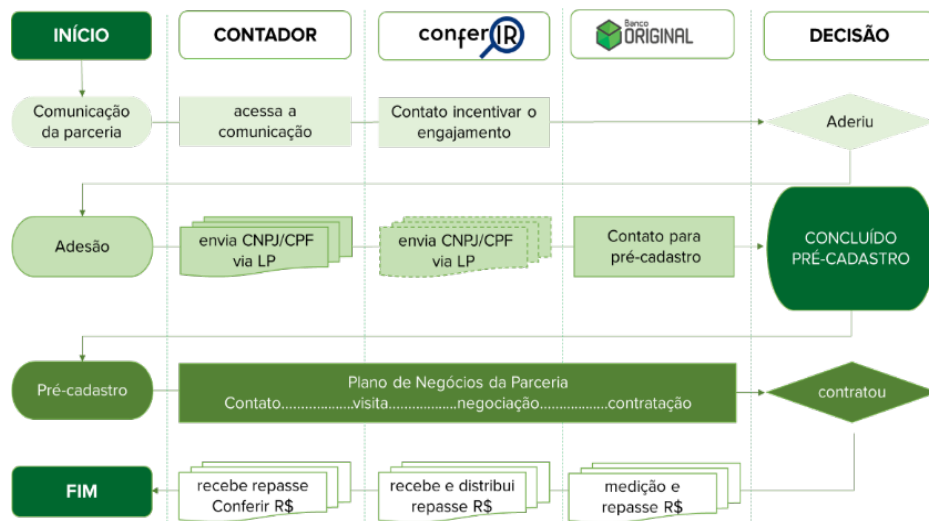 INÍCIO
CONTADOR
conferIR
Banco
ORIGINAL
DECISÃO
Comunicação
da parceria
acessa a
comunicação
Contato incentivar o
engajamento
Aderiu
Adesão
envia CNPJ/CPF
via LP
envia CNPJ/CPF
via LP
Contato para
pré-cadastro
CONCLUÍDO
PRÉ-CADASTRO
Pré-cadastro
Plano de Negócios da Parceria
Contato...................visita..................negociação..................contratação
contratou
FIM
recebe repasse
Conferir R$
recebe e distribui
repasse R$
medição e
repasse R$